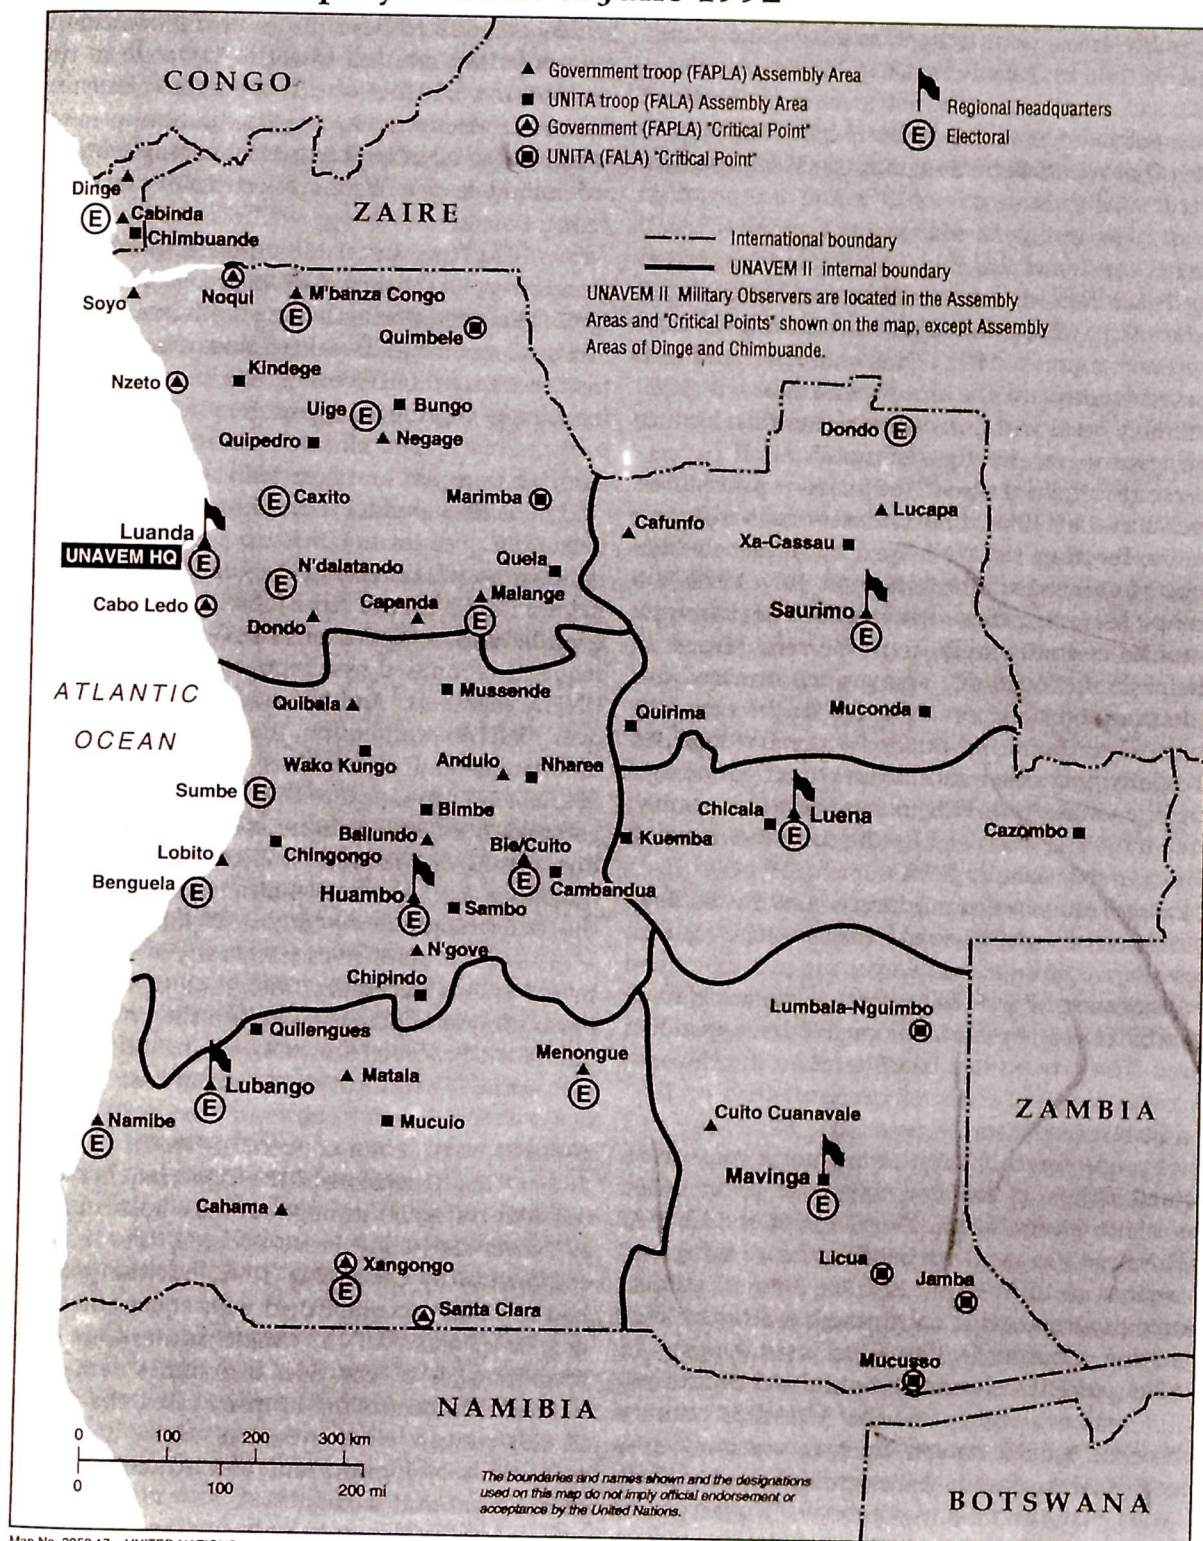 June 1992
CONGO
Government troop (FAPLA) Assembly Area
UNITA troop (FALA) Assembly Area
Government (FAPLA) "Critical Point"
UNITA (FALA) "Critical Point"
Regional headquarters
E Electoral
Dinge
E Cabinda
Chimbuande
ZAIRE
International boundary
UNAVEM II internal boundary
UNAVEM II Military Observers are located in the Assembly
Areas and "Critical Points" shown on the map, except Assembly
Areas of Dinge and Chimbuande.
Soyo
Noqui
M'banza Congo
E
Quimbele
Nzeto
Kindege
Uige E
Bungo
Quipedro
Negage
Dondo E
E Caxito
Marimba
Lucapa
Luanda
UNAVEM HQ
E
Cafunfo
Xa-Cassau
N'dalatando
E
Quela
Cabo Ledo
Dondo
Capanda
Malange
E
Saurimo
E
ATLANTIC
OCEAN
Quibala
Mussende
Quirima
Muconda
Wako Kungo
Andulo
Nharea
Sumbe E
Bimbe
Chicala
Luena
E
Cazombo
Lobito
Chingongo
Bailundo
Bie/Cuito
E
Kuemba
Benguela E
Huambo
E
Cambandua
Sambo
N'gove
Chipindo
Lumbala-Nguimbo
Quilengues
Menongue
E
Lubango
E
Matala
ZAMBIA
Namibe
E
Mucuio
Cuito Cuanavale
Mavinga
E
Cahama
Xangongo
E
Licua
Jamba
Santa Clara
Mucusso
NAMIBIA
0 100 200 300 km
0 100 200 mi
The boundaries and names shown and the designations
used on this map do not imply official endorsement or
acceptance by the United Nations.
BOTSWANA